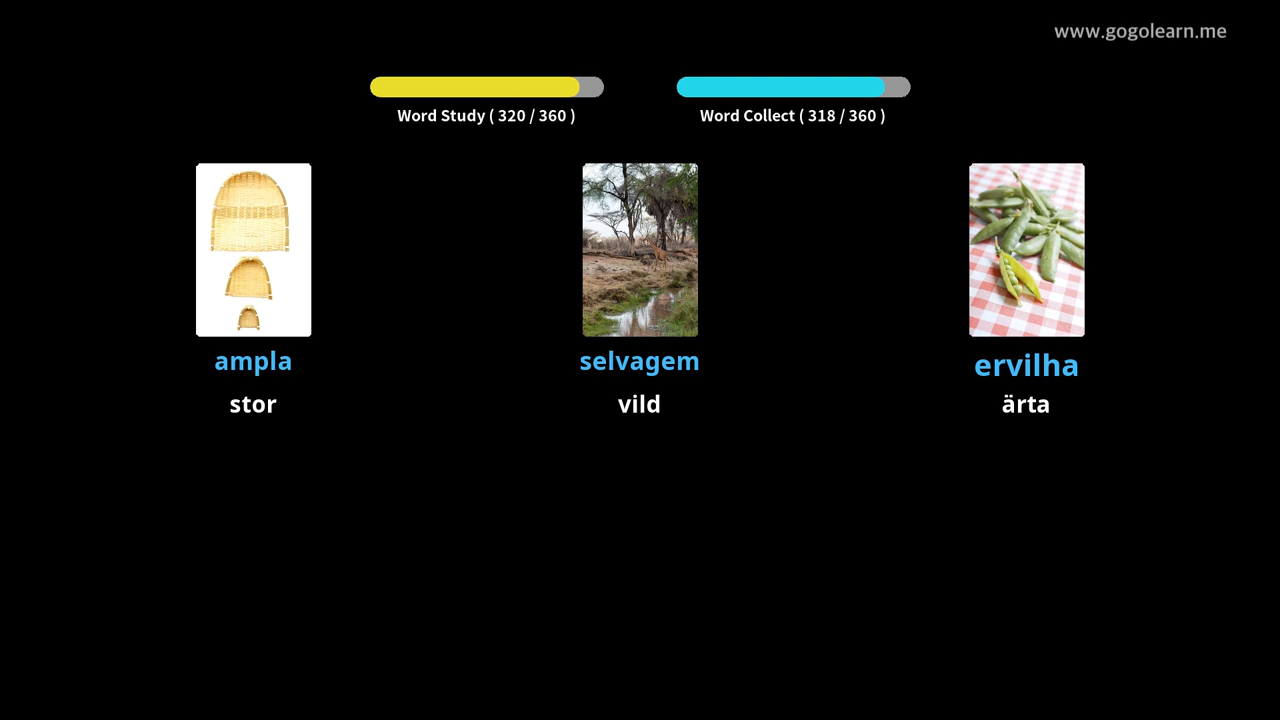 www.gogolearn.me
Word Study ( 320 / 360 )
Word Collect ( 318 / 360 )
ampla
selvagem
ervilha
stor
vild
ärta